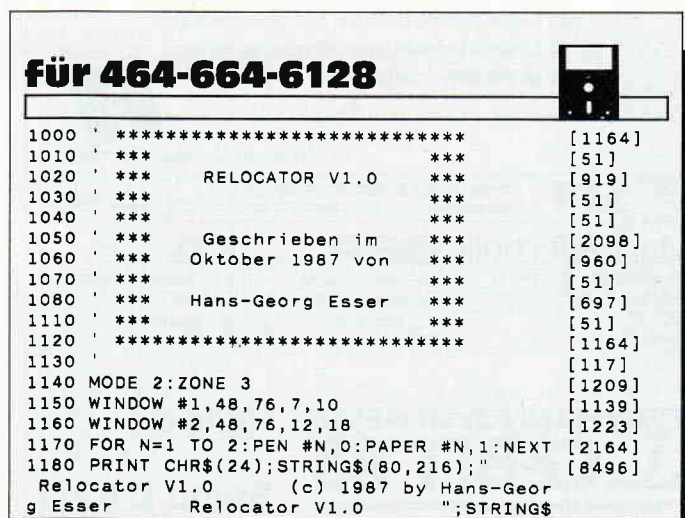 für 464-664-6128
1000 ' **************************** [1164]
1010 ' *** *** [51]
1020 ' *** RELOCATOR V1.0 *** [919]
1030 ' *** *** [51]
1040 ' *** *** [51]
1050 ' *** Geschrieben im *** [2098]
1060 ' *** Oktober 1987 von *** [960]
1070 ' *** *** [51]
1080 ' *** Hans-Georg Esser *** [697]
1110 ' *** *** [51]
1120 ' **************************** [1164]
1130 ' [117]
1140 MODE 2:ZONE 3 [1209]
1150 WINDOW #1,48,76,7,10 [1139]
1160 WINDOW #2,48,76,12,18 [1223]
1170 FOR N=1 TO 2:PEN #N,0:PAPER #N,1:NEXT [2164]
1180 PRINT CHR$(24);STRING$(80,216);" [8496]
Relocator V1.0 (c) 1987 by Hans-Geor
g Esser Relocator V1.0 ";STRING$